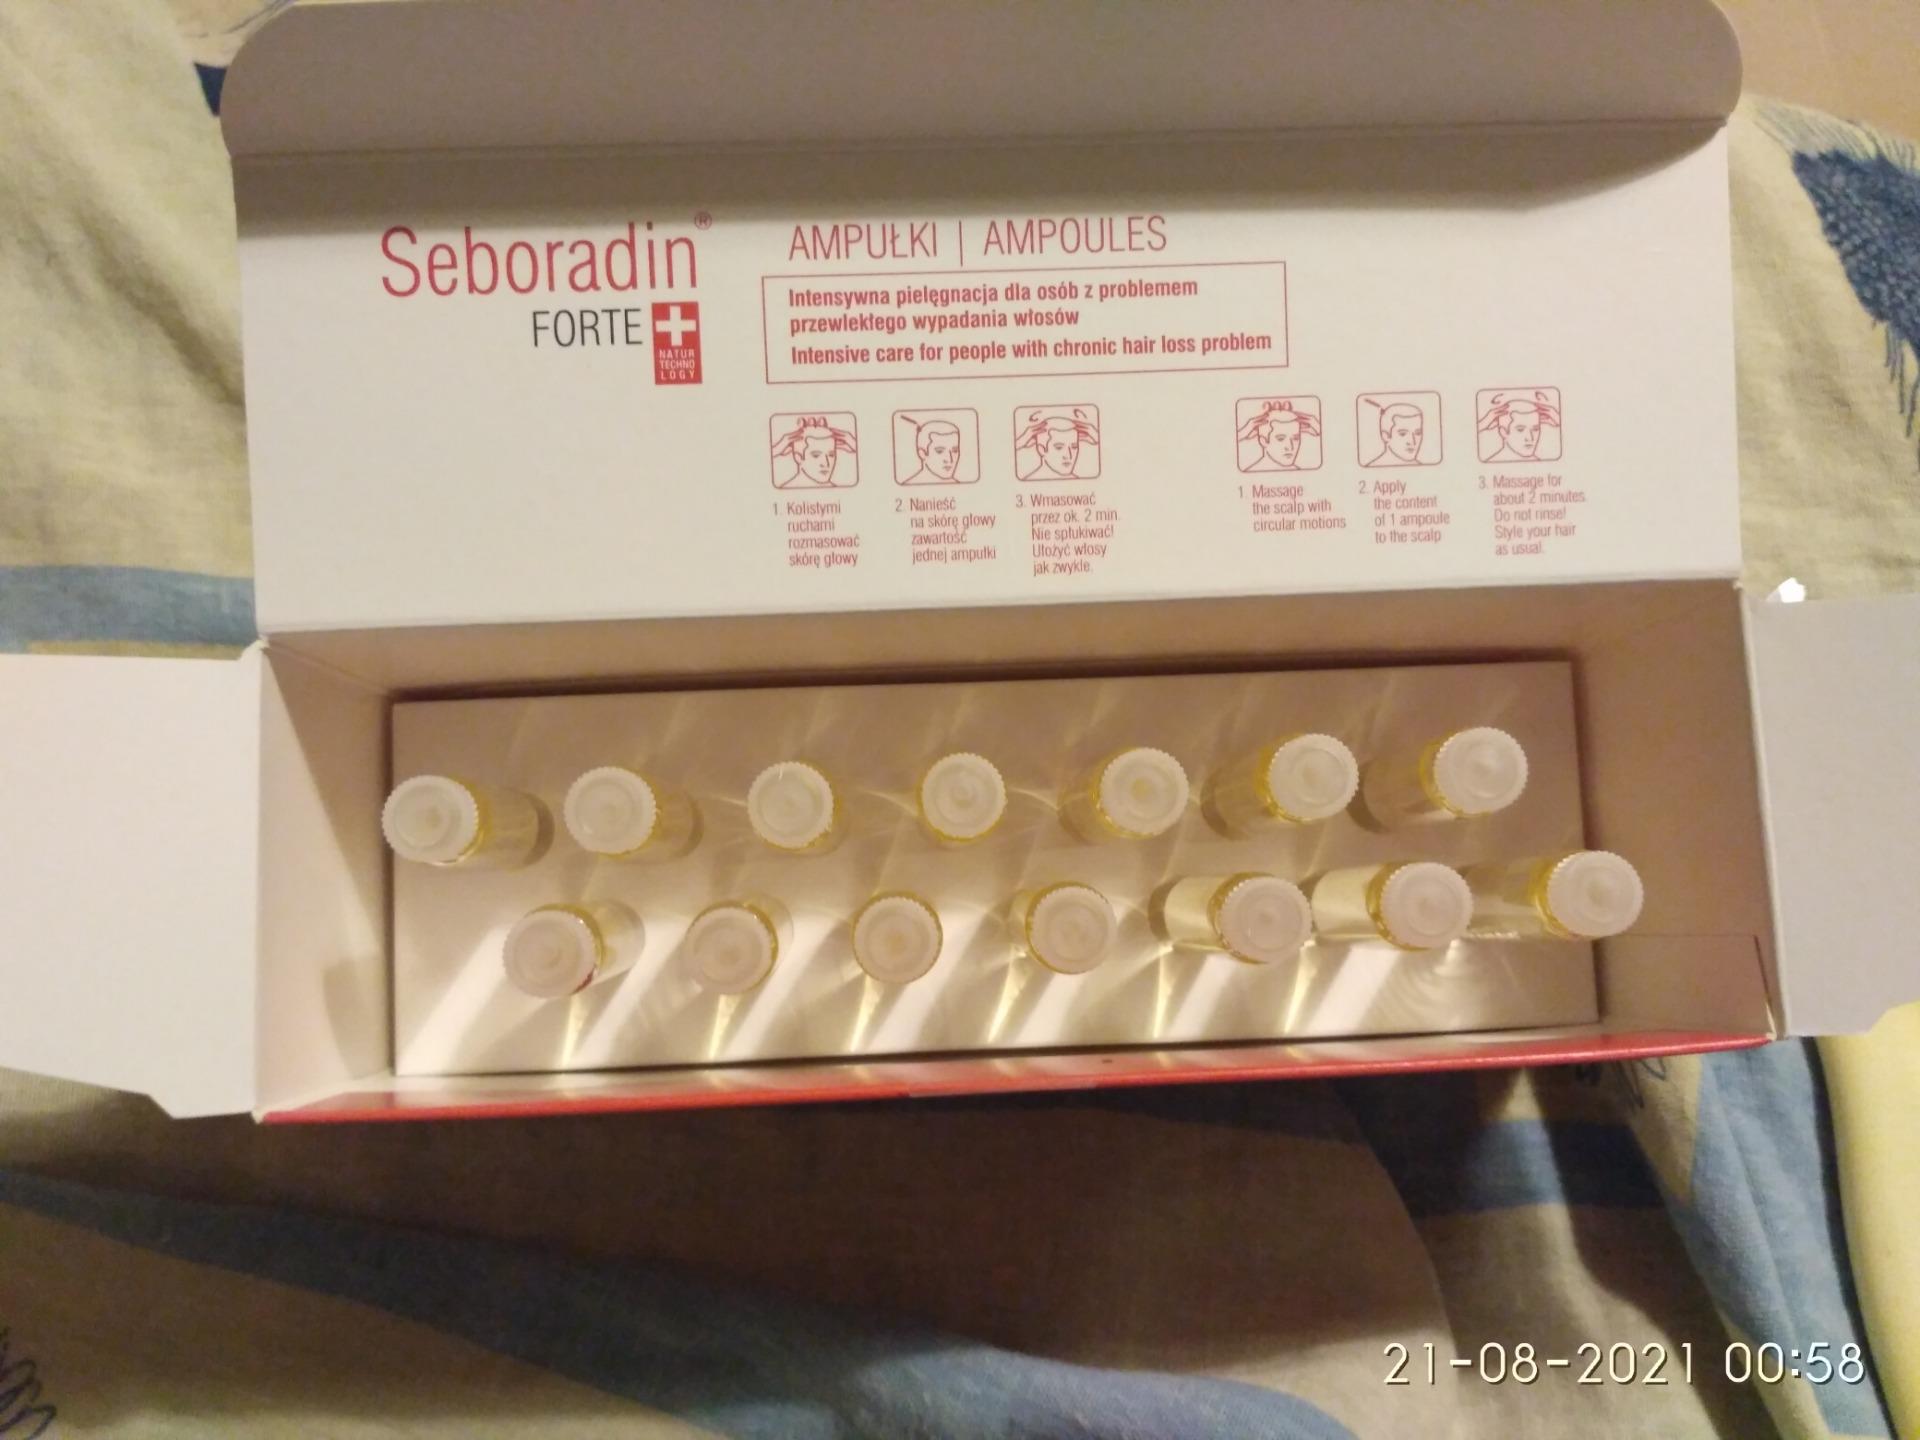 Seboradin®
FORTE
NATUR
TECHNO
LOGY
AMPUŁKI | AMPOULES
Intensywna pielęgnacja dla osób z problemem
przewlekłego wypadania włosów
Intensive care for people with chronic hair loss problem
1. Kolistymi
ruchami
rozmasować
skórę głowy
2. Nanieść
na skórę głowy
zawartość
jednej ampułki
3. Wmasować
przez ok. 2 min.
Nie spłukiwać!
Ułożyć włosy
jak zwykle.
1. Massage
the scalp with
circular motions
2. Apply
the content
of 1 ampoule
to the scalp
3. Massage for
about 2 minutes.
Do not rinse!
Style your hair
as usual.
21-08-2021 00:58